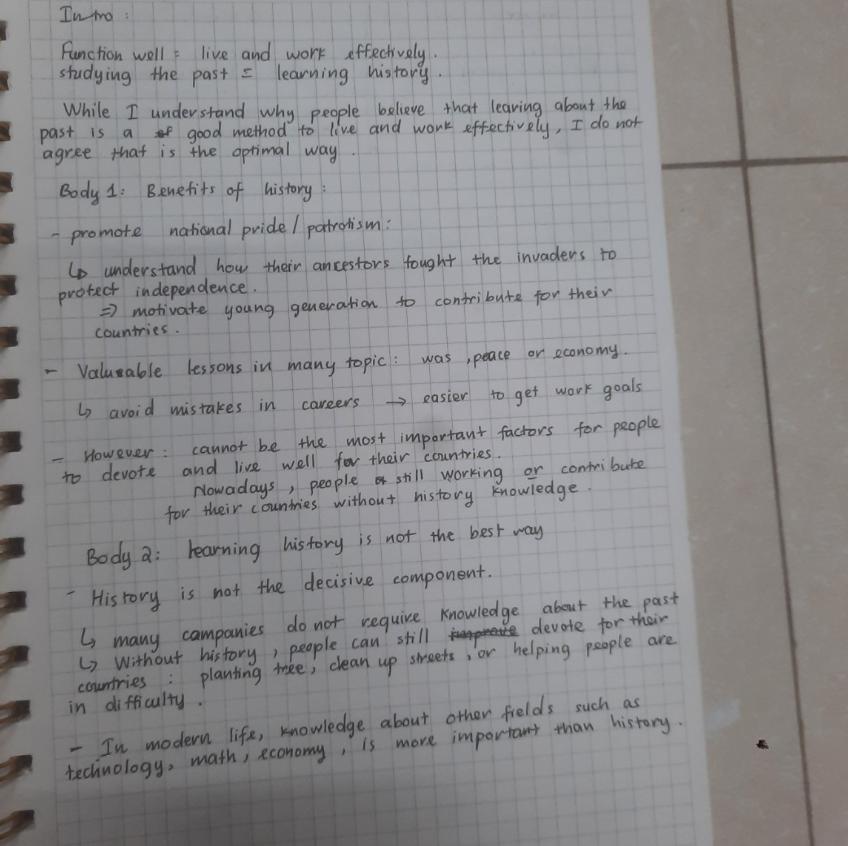 Intro :
Function well = live and work effectively.
studying the past = learning history.
While I understand why people believe that learing about the
past is a good method to live and work effectively, I do not
agree that is the optimal way.
Body 1: Benefits of history :
- promote national pride / patrotism :
↳ understand how their ancestors fought the invaders to
protect independence.
=> motivate young generation to contribute for their
countries.
- Valuable lessons in many topic : was, peace or economy.
↳ avoid mistakes in careers → easier to get work goals
- However : cannot be the most important factors for people
to devote and live well for their countries.
Nowadays, people still working or contribute
for their countries without history knowledge.
Body 2: learning history is not the best way
- History is not the decisive component.
↳ many companies do not require knowledge about the past
↳ Without history, people can still devote for their
countries : planting tree, clean up streets, or helping people are
in difficulty.
- In modern life, knowledge about other fields such as
technology, math, economy, is more important than history.